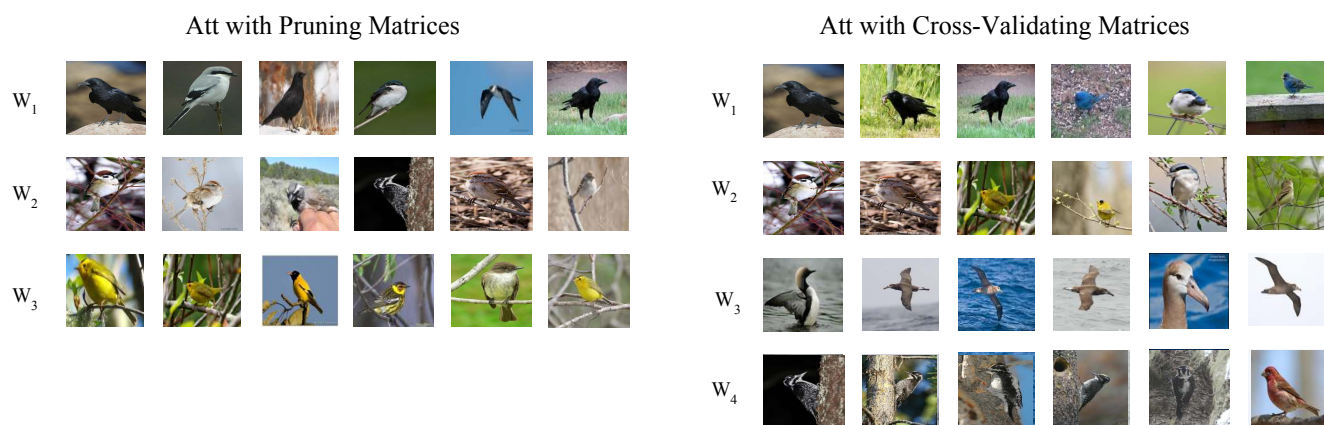 Att with Pruning Matrices
W1
W2
W3
Att with Cross-Validating Matrices
W1
W2
W3
W4